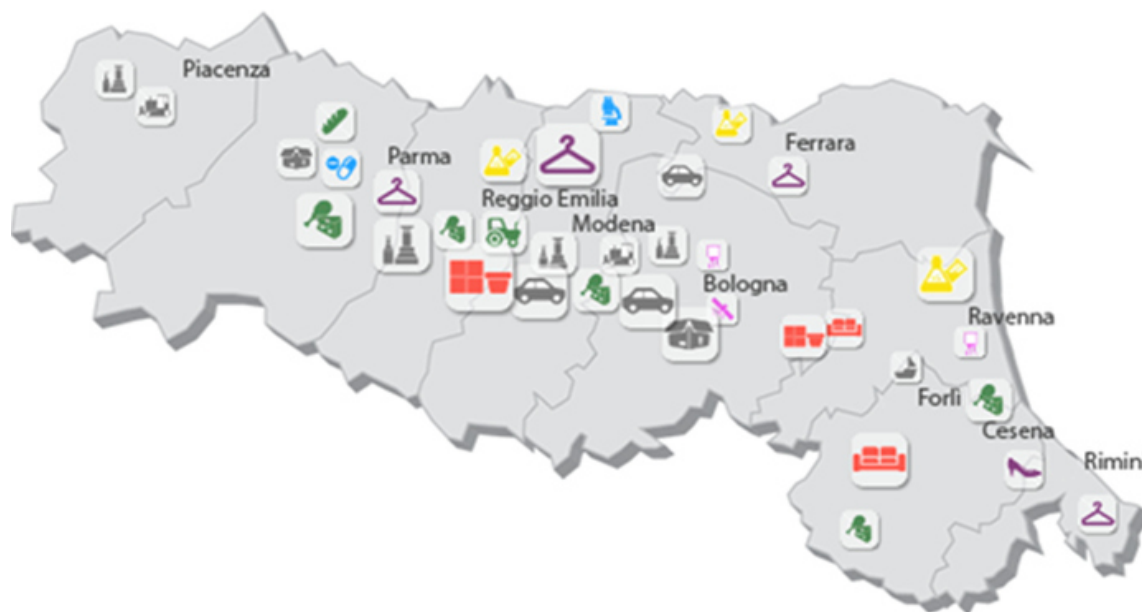 Piacenza
Parma
Ferrara
Reggio Emilia
Modena
Bologna
Ravenna
Forlì
Cesena
Rimin